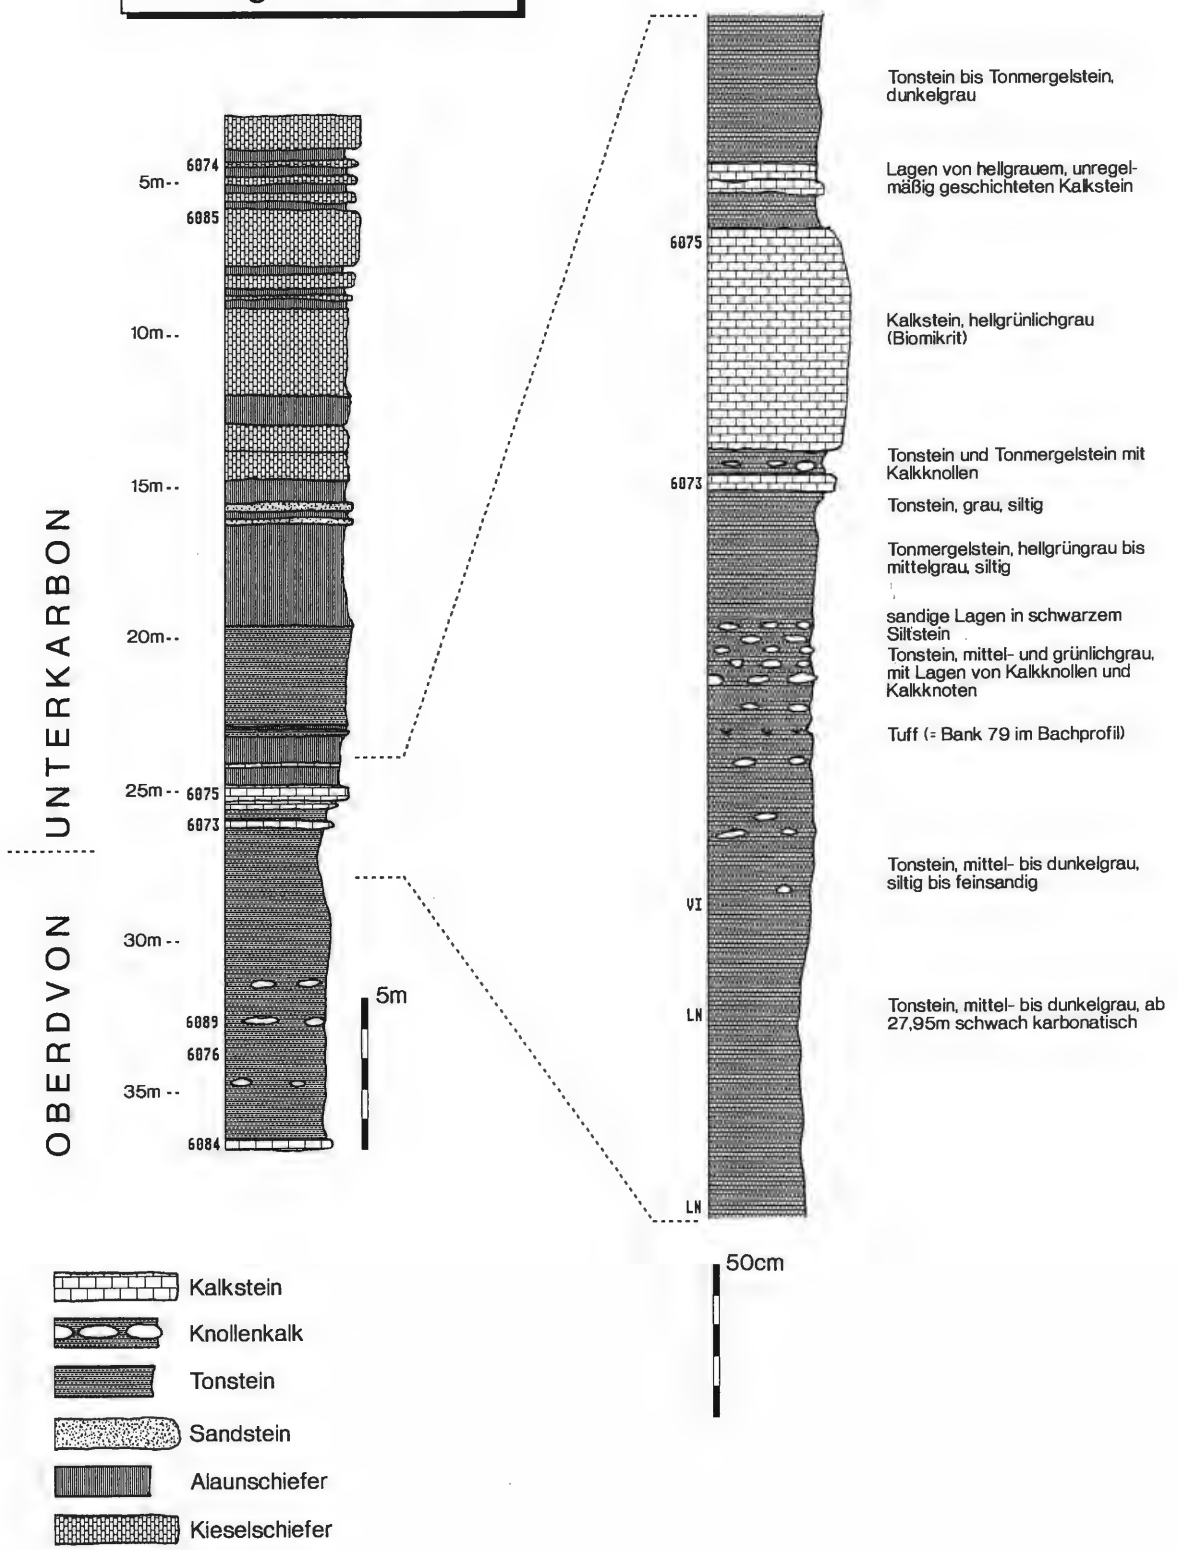 6074
5m--
6085
10m--
15m--
20m--
25m--
6075
6073
30m--
6089
6076
35m--
6084
UNTERKARBON
OBERDVON
5m
6075
6073
VI
LN
LN
Tonstein bis Tonmergelstein,
dunkelgrau
Lagen von hellgrauem, unregel-
mäßig geschichteten Kalkstein
Kalkstein, hellgrünlichgrau
(Biomikrit)
Tonstein und Tonmergelstein mit
Kalkknollen
Tonstein, grau, siltig
Tonmergelstein, hellgrüngrau bis
mittelgrau, siltig
sandige Lagen in schwarzem
Siltstein
Tonstein, mittel- und grünlichgrau,
mit Lagen von Kalkknollen und
Kalkknoten
Tuff (= Bank 79 im Bachprofil)
Tonstein, mittel- bis dunkelgrau,
siltig bis feinsandig
Tonstein, mittel- bis dunkelgrau, ab
27,95m schwach karbonatisch
50cm
Kalkstein
Knollenkalk
Tonstein
Sandstein
Alaunschiefer
Kieselschiefer